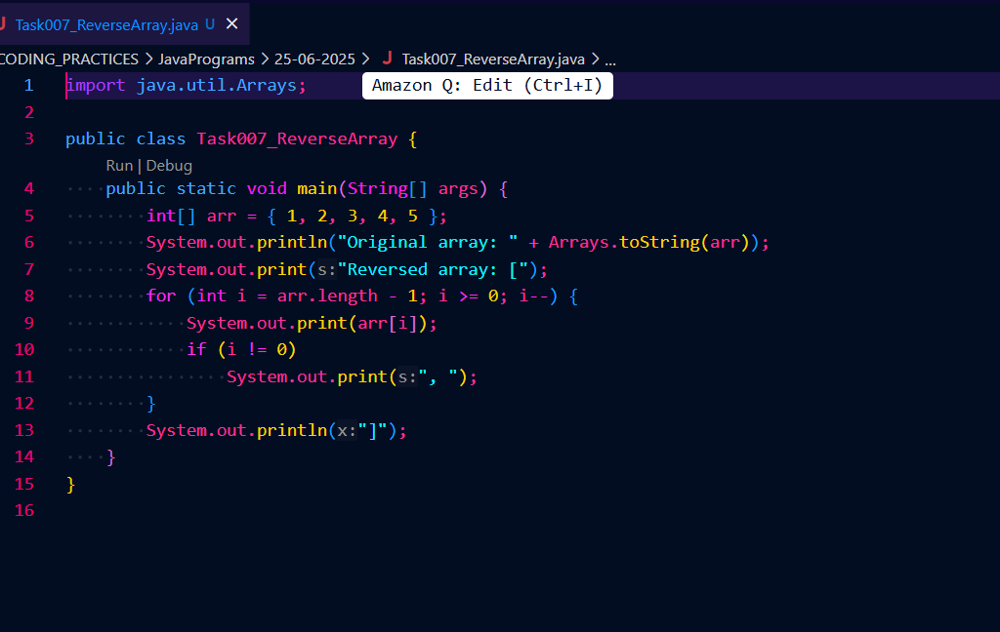 J Task007_ReverseArray.java U ×
CODING_PRACTICES > JavaPrograms > 25-06-2025 > J Task007_ReverseArray.java > ...
1 import java.util.Arrays; Amazon Q: Edit (Ctrl+I)
2
3 public class Task007_ReverseArray {
Run | Debug
4     public static void main(String[] args) {
5         int[] arr = { 1, 2, 3, 4, 5 };
6         System.out.println("Original array: " + Arrays.toString(arr));
7         System.out.print(s:"Reversed array: [");
8         for (int i = arr.length - 1; i >= 0; i--) {
9             System.out.print(arr[i]);
10             if (i != 0)
11                 System.out.print(s:", ");
12         }
13         System.out.println(x:"]");
14     }
15 }
16